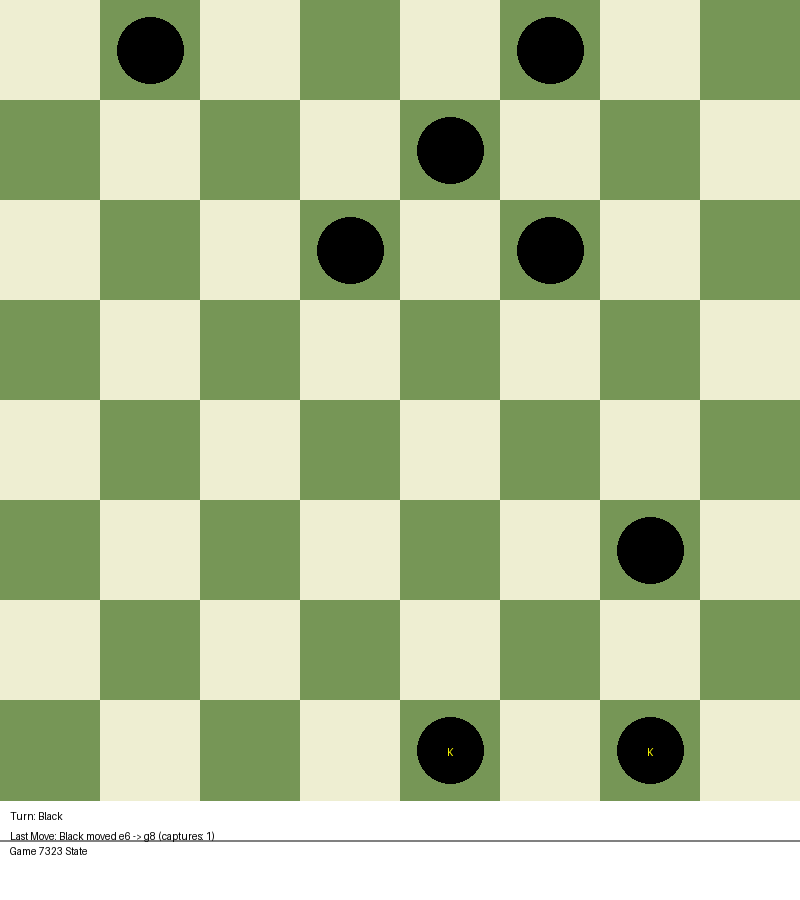 K
K
Turn: Black
Last Move: Black moved e6 -> g8 (captures: 1)
Game 7323 State